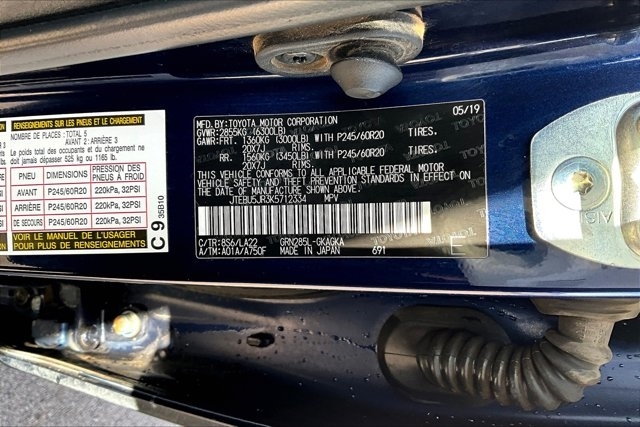 RENSEIGNEMENTS SUR LES PNEUS ET LE CHARGEMENT
NOMBRE DE PLACES: TOTAL 5
AVANT 2: ARRIÈRE 3
Le poids total des occupants et du chargement ne
doit jamais dépasser 525 kg ou 1165 lb.
PNEU DIMENSION PRESSION DES PNEUS À FROID
AVANT P245/60R20 220kPa, 32PSI
ARRIÈRE P245/60R20 220kPa, 32PSI
DE SECOURS P245/60R20 220kPa, 32PSI
VOIR LE MANUEL DE L'USAGER
POUR PLUS DE RENSEIGNEMENTS
C 9 35B10
MFD. BY: TOYOTA MOTOR CORPORATION 05/19
GVWR: 2855KG (6300LB)
GAWR: FRT. 1360KG (3000LB) WITH P245/60R20 TIRES.
20X7J RIMS.
RR. 1560KG (3450LB) WITH P245/60R20 TIRES.
20X7J RIMS.
THIS VEHICLE CONFORMS TO ALL APPLICABLE FEDERAL MOTOR
VEHICLE SAFETY AND THEFT PREVENTION STANDARDS IN EFFECT ON
THE DATE OF MANUFACTURE SHOWN ABOVE.
JTEBU5JR3K5712334 MPV
C/TR: 8S6/LA22 GRN285L-GKAGKA
A/TM: A01A/A750F MADE IN JAPAN 691 E